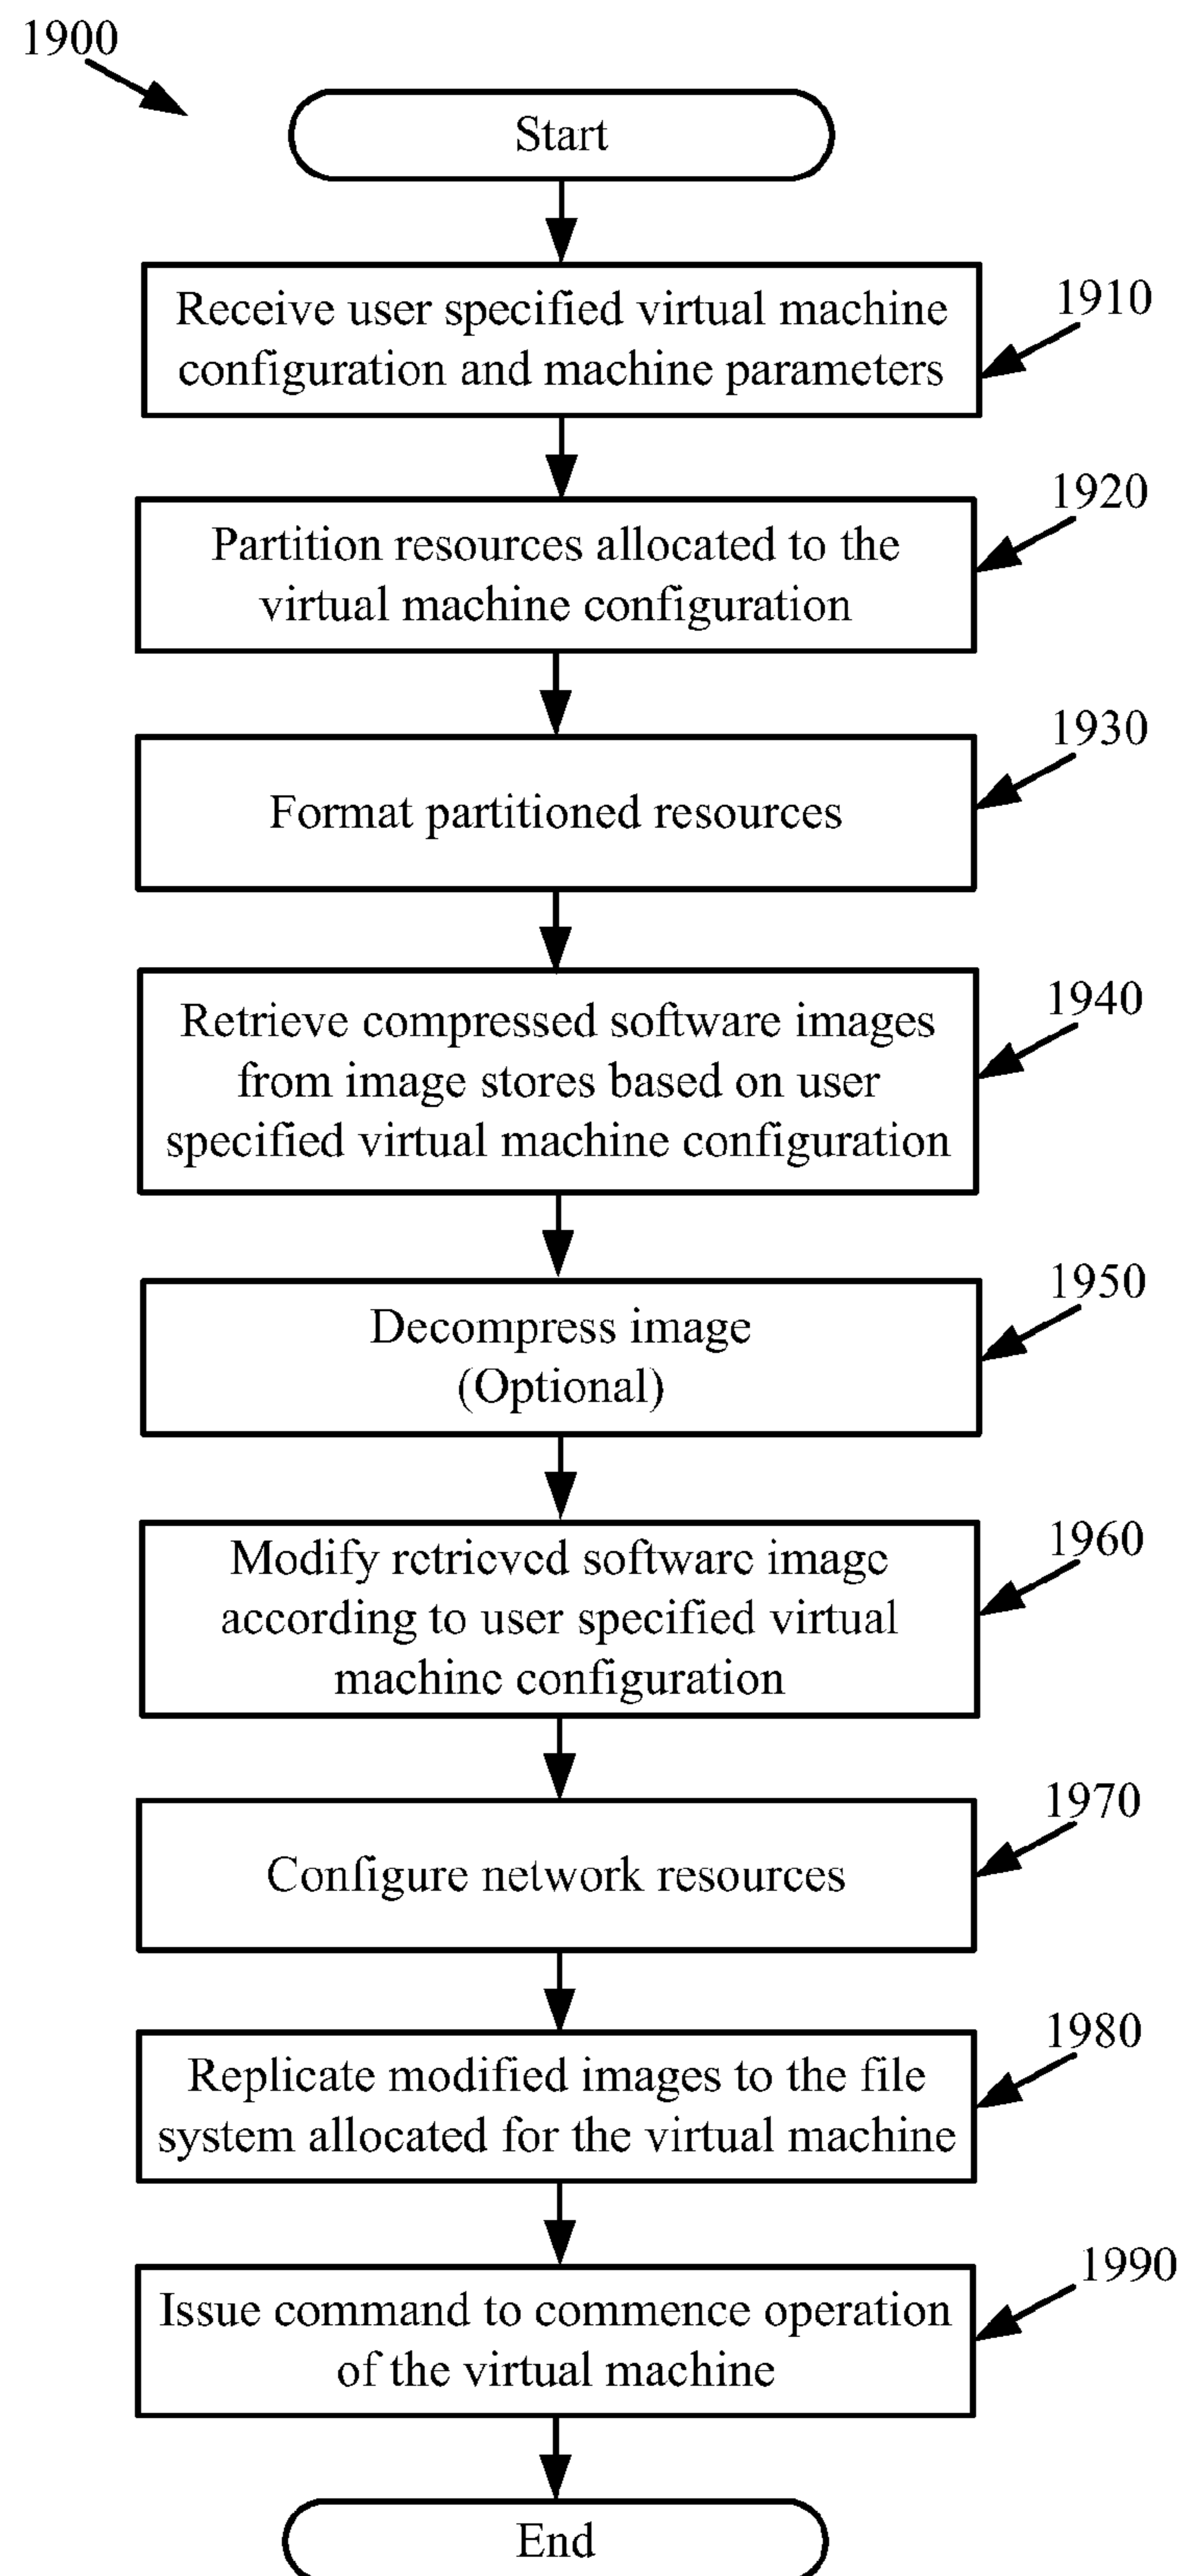 1900
Start
Receive user specified virtual machine
configuration and machine parameters
1910
Partition resources allocated to the
virtual machine configuration
1920
Format partitioned resources
1930
Retrieve compressed software images
from image stores based on user
specified virtual machine configuration
1940
Decompress image
(Optional)
1950
Modify retrieved software image
according to user specified virtual
machine configuration
1960
Configure network resources
1970
Replicate modified images to the file
system allocated for the virtual machine
1980
Issue command to commence operation
of the virtual machine
1990
End